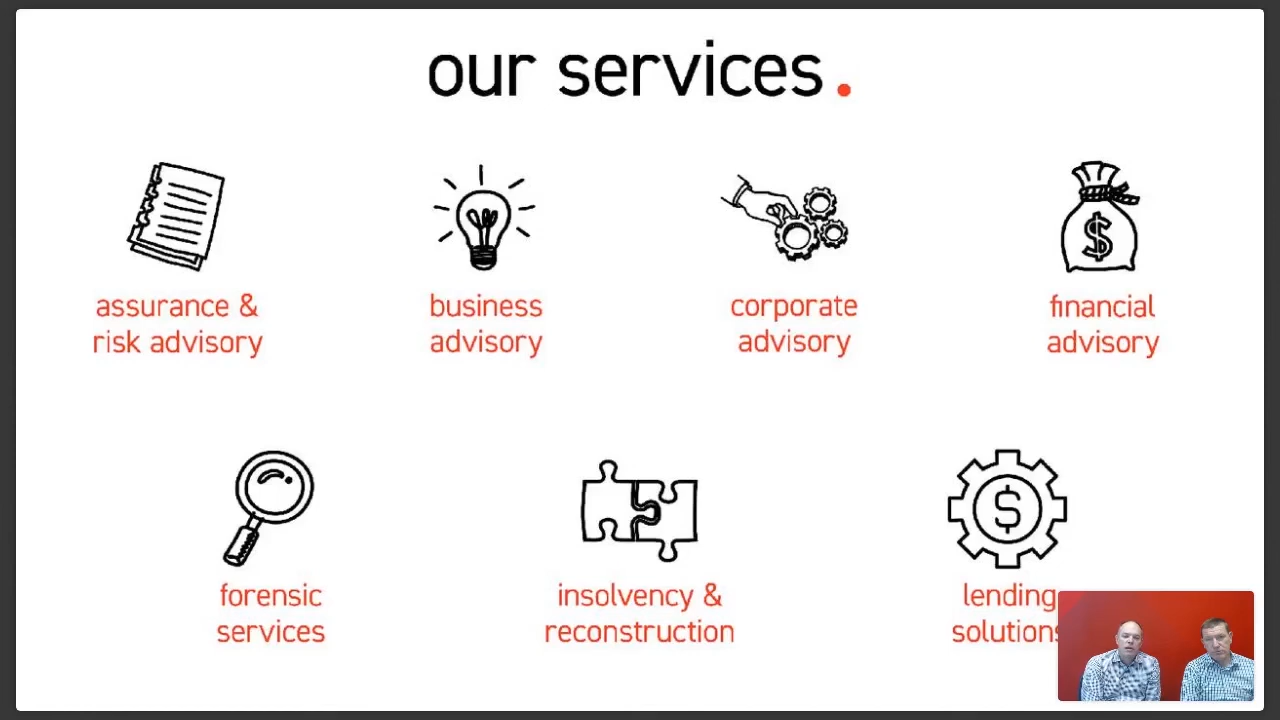 our services.
assurance &
risk advisory
business
advisory
corporate
advisory
financial
advisory
forensic
services
insolvency &
reconstruction
lending
solutions